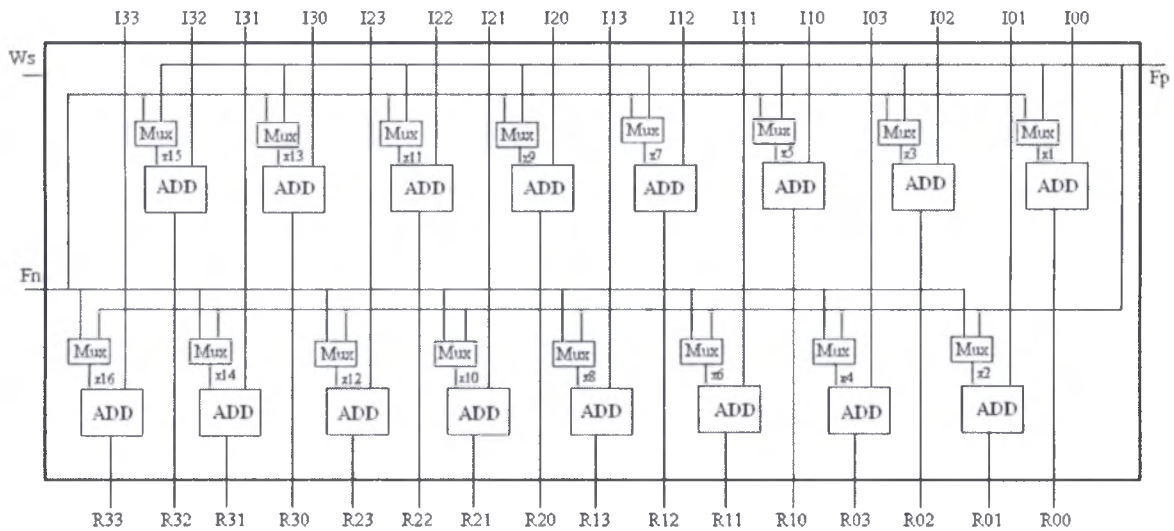 I33 I32 I31 I30 I23 I22 I21 I20 I13 I12 I11 I10 I03 I02 I01 I00
Ws
Fp
Mux Mux Mux Mux Mux Mux Mux Mux
x15 x13 x11 x9 x7 x5 x3 x1
ADD ADD ADD ADD ADD ADD ADD ADD
Fn
Mux Mux Mux Mux Mux Mux Mux Mux
x16 x14 x12 x10 x8 x6 x4 x2
ADD ADD ADD ADD ADD ADD ADD ADD
R33 R32 R31 R30 R23 R22 R21 R20 R13 R12 R11 R10 R03 R02 R01 R00